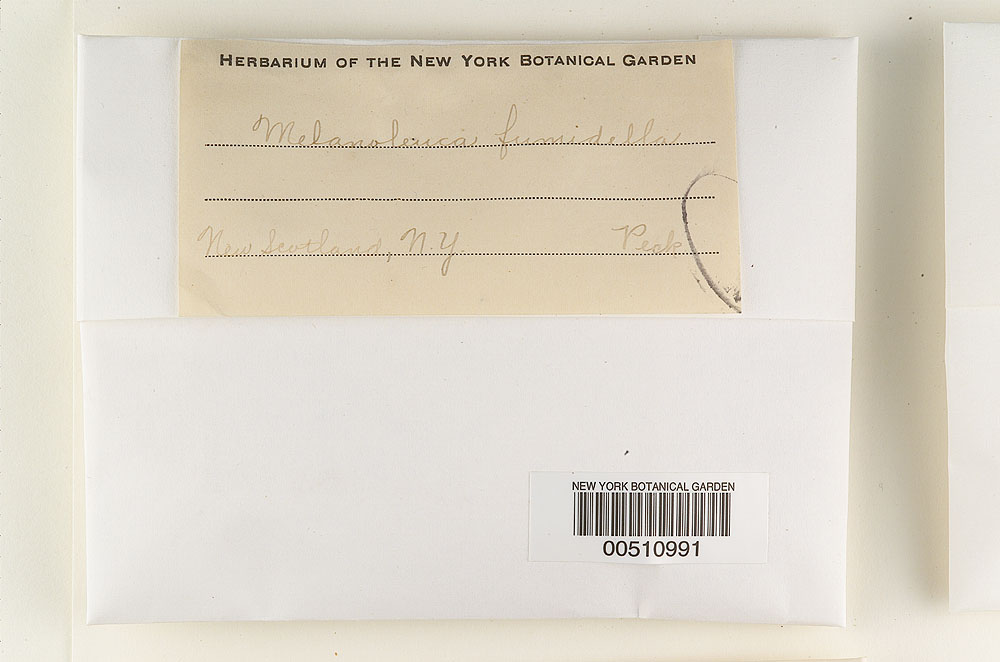 HERBARIUM OF THE NEW YORK BOTANICAL GARDEN
Melanoleuca fumidella
New Scotland, N.Y. Peck
NEW YORK BOTANICAL GARDEN
00510991